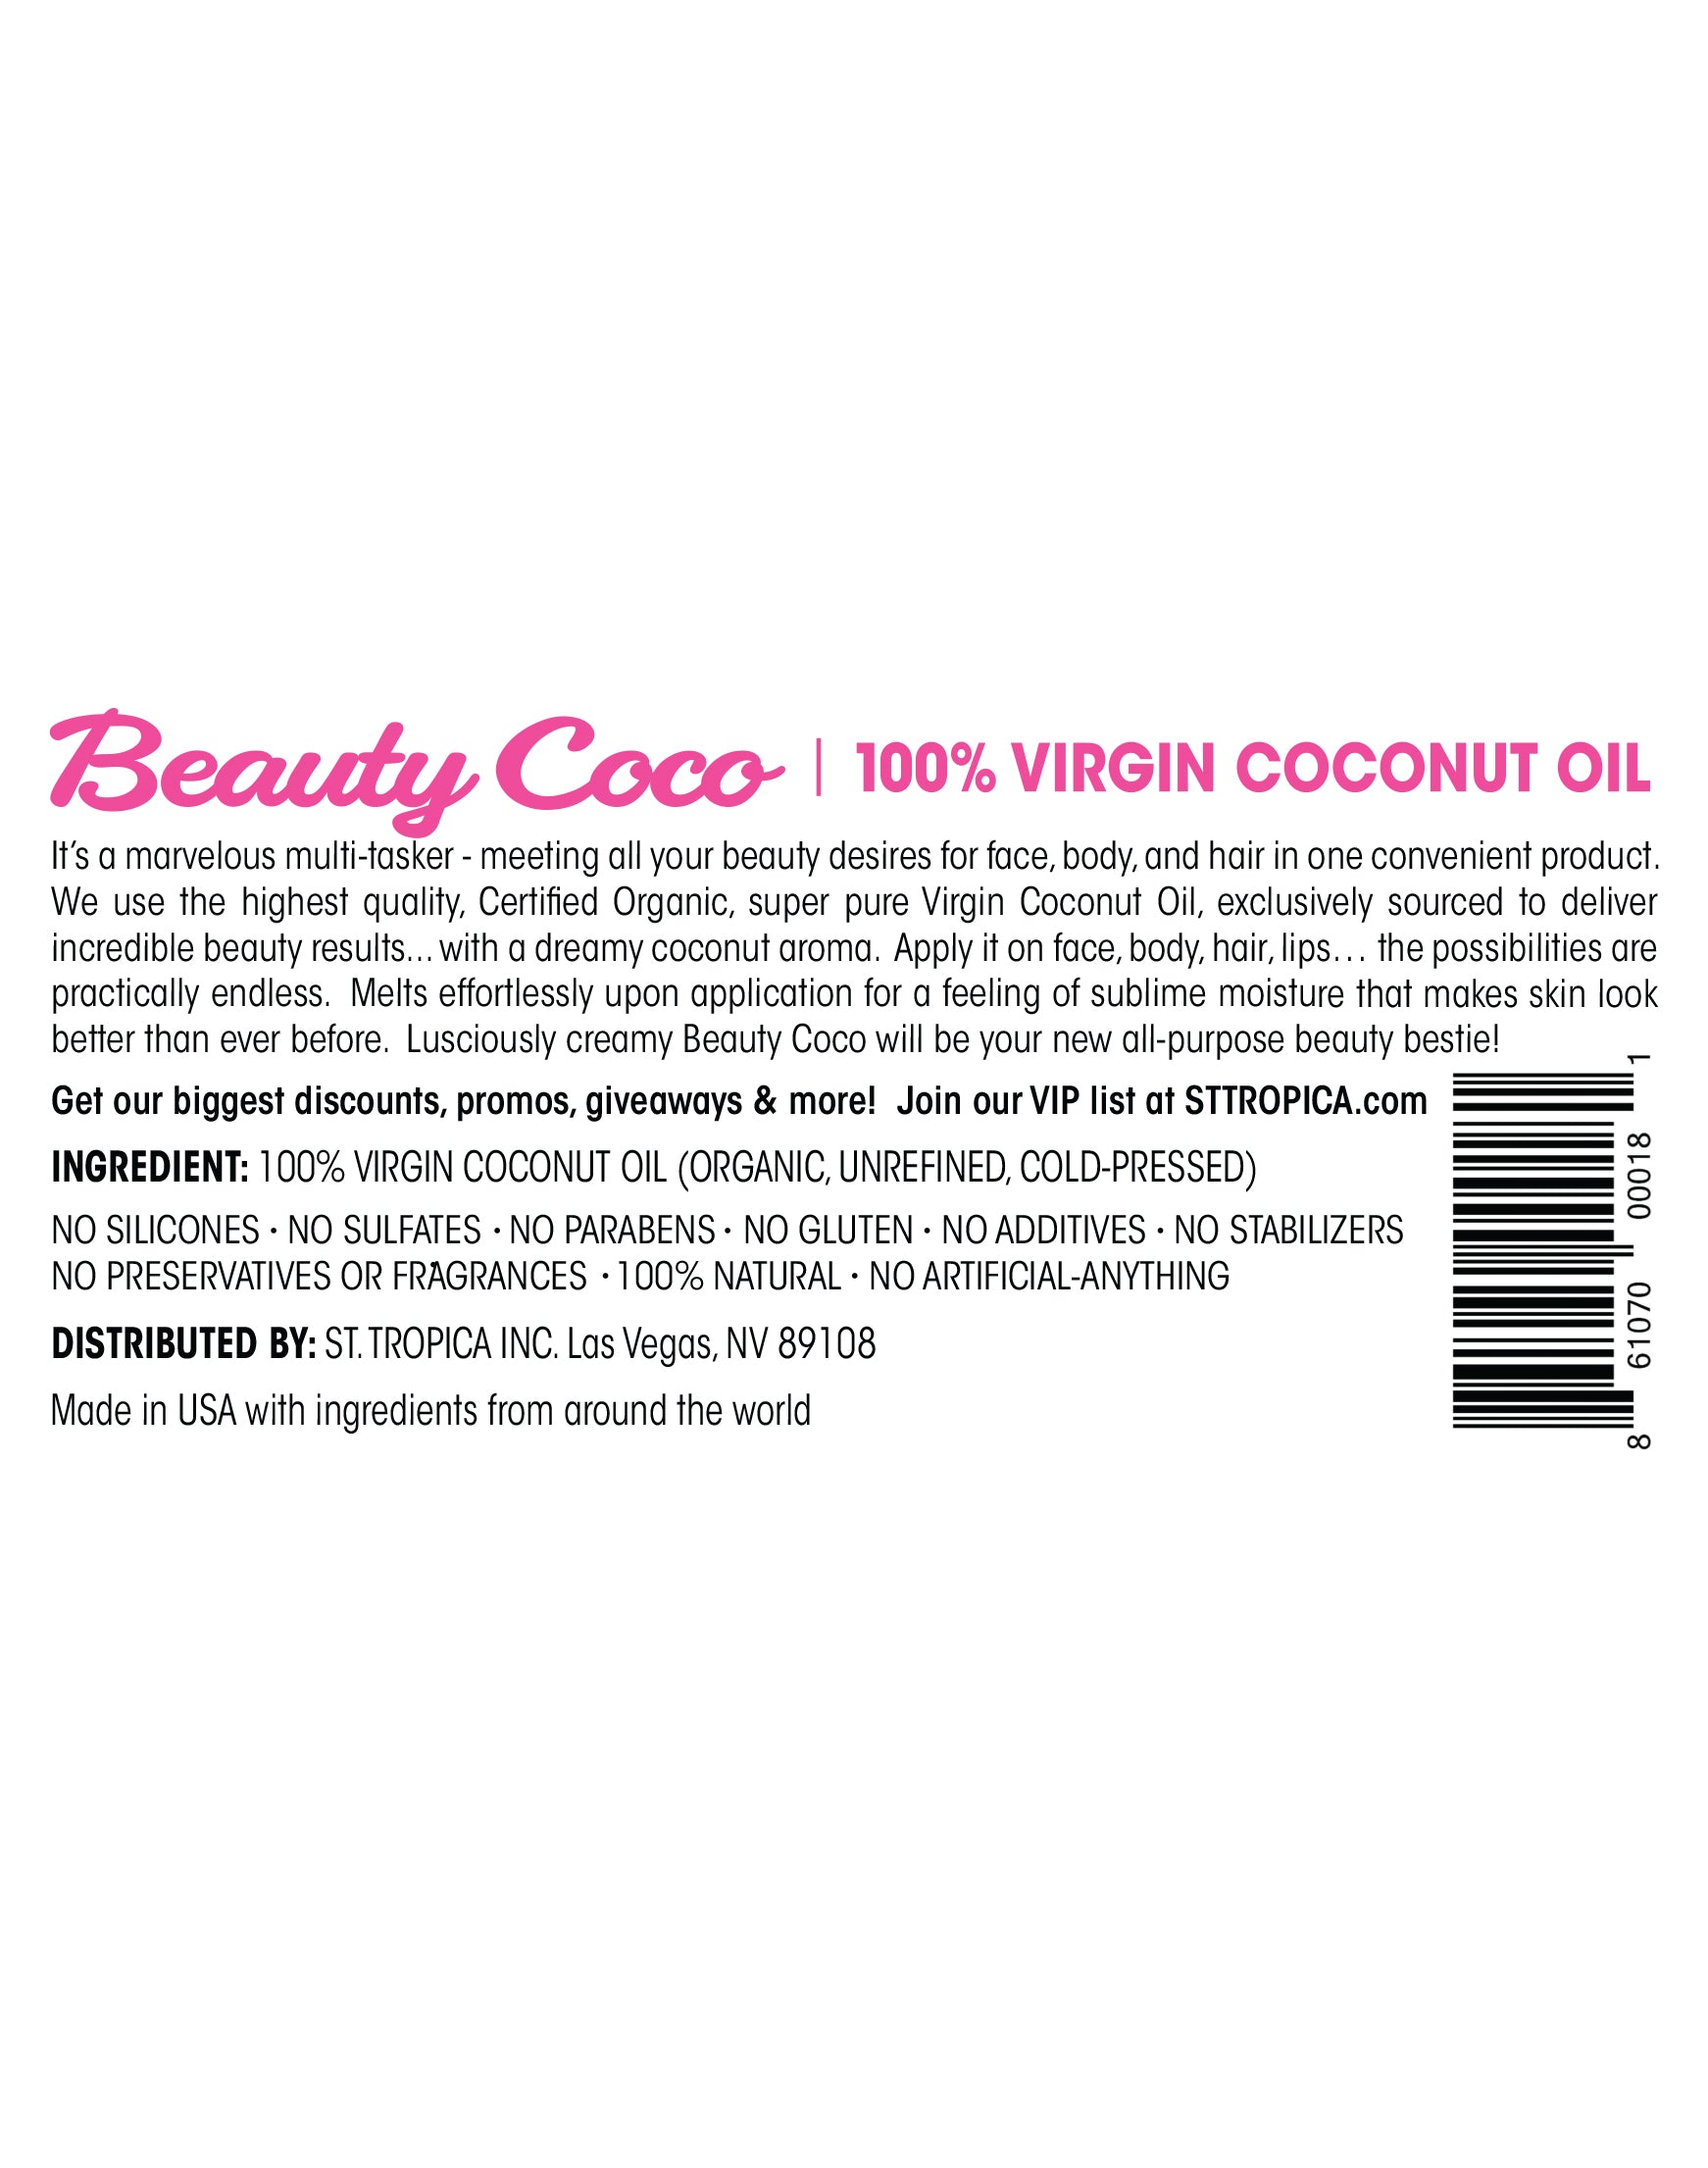 Beauty Coco | 100% VIRGIN COCONUT OIL
It's a marvelous multi-tasker - meeting all your beauty desires for face, body, and hair in one convenient product.
We use the highest quality, Certified Organic, super pure Virgin Coconut Oil, exclusively sourced to deliver
incredible beauty results... with a dreamy coconut aroma. Apply it on face, body, hair, lips... the possibilities are
practically endless. Melts effortlessly upon application for a feeling of sublime moisture that makes skin look
better than ever before. Lusciously creamy Beauty Coco will be your new all-purpose beauty bestie!
Get our biggest discounts, promos, giveaways & more! Join our VIP list at STTROPICA.com
INGREDIENT: 100% VIRGIN COCONUT OIL (ORGANIC, UNREFINED, COLD-PRESSED)
NO SILICONES • NO SULFATES • NO PARABENS • NO GLUTEN • NO ADDITIVES • NO STABILIZERS
NO PRESERVATIVES OR FRAGRANCES • 100% NATURAL • NO ARTIFICIAL-ANYTHING
DISTRIBUTED BY: ST. TROPICA INC. Las Vegas, NV 89108
Made in USA with ingredients from around the world
8 61070 00018 1